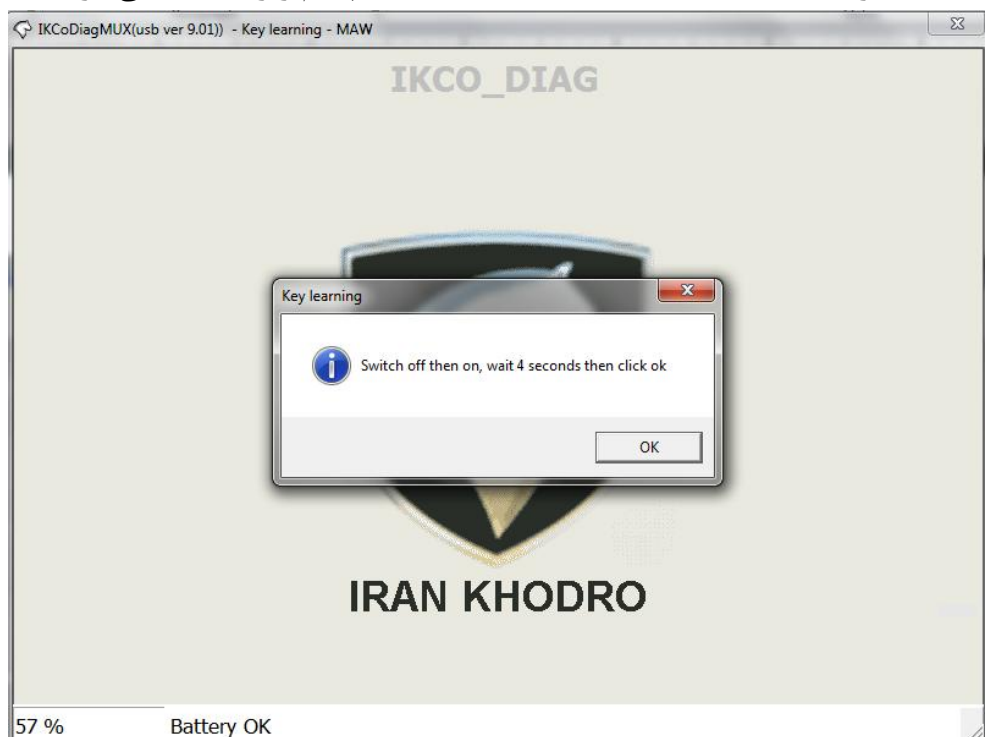 IKCoDiagMUX(usb ver 9.01)) - Key learning - MAW
IKCO_DIAG
Key learning
Switch off then on, wait 4 seconds then click ok
OK
IRAN KHODRO
57 %
Battery OK